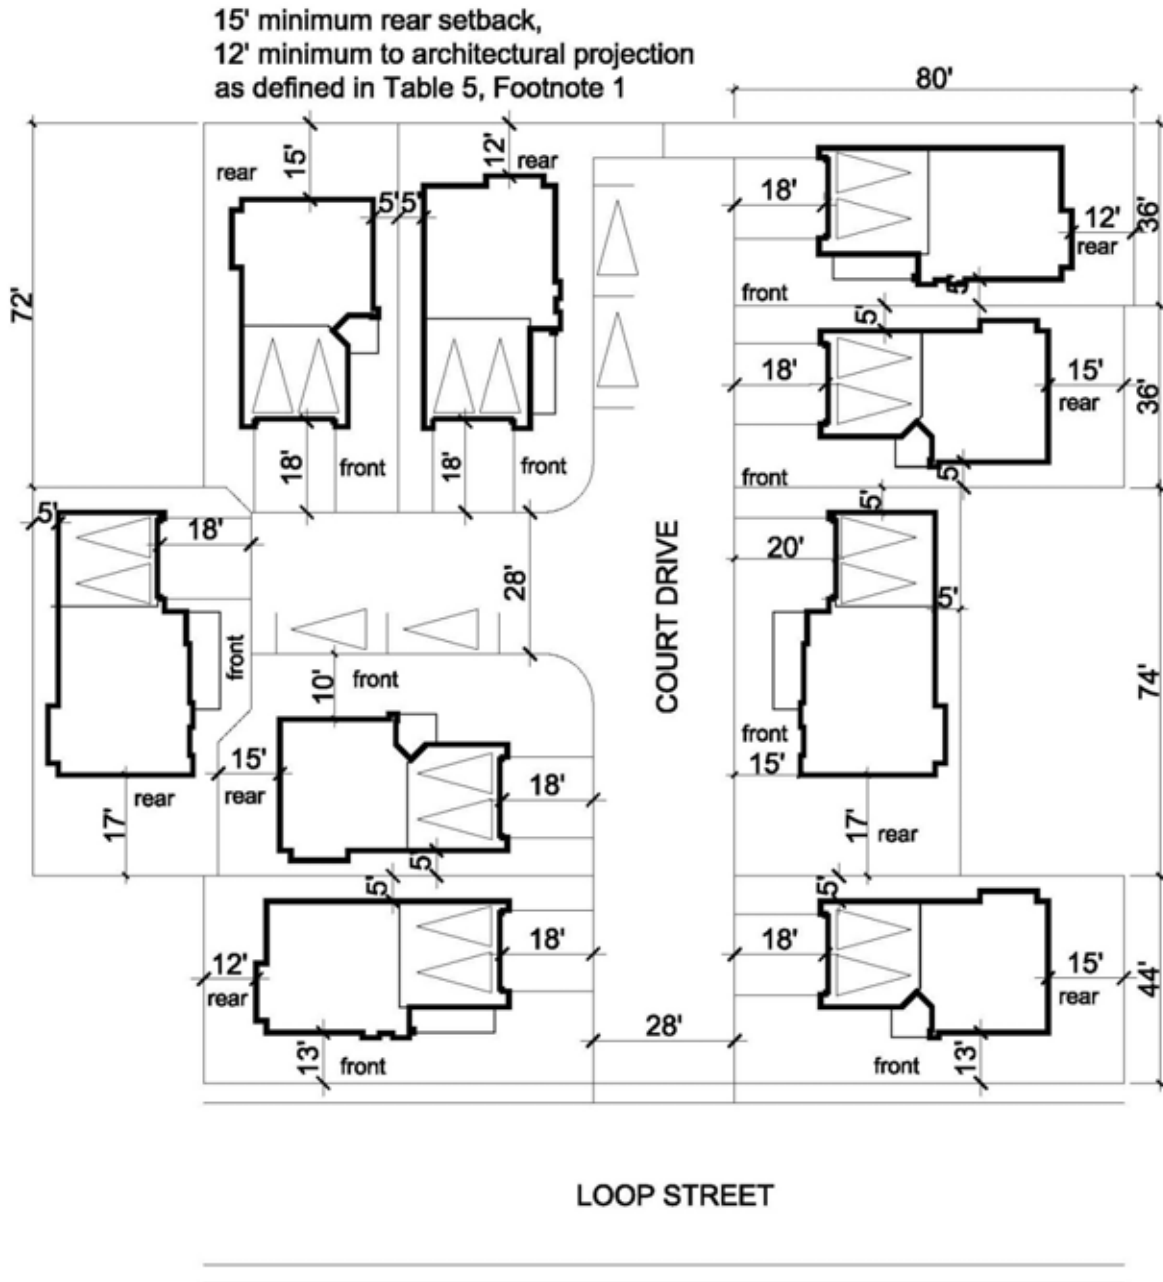 15' minimum rear setback,
12' minimum to architectural projection
as defined in Table 5, Footnote 1
80'
rear
15'
12'
rear
5'
5'
18'
12'
rear
36'
5'
front
72'
5'
18'
15'
rear
36'
5'
front
18'
front
18'
front
5'
18'
front
28'
COURT DRIVE
5'
20'
5'
74'
front
15'
10'
front
15'
rear
18'
rear
17'
17'
rear
5'
5'
5'
12'
rear
18'
18'
15'
rear
44'
28'
13'
front
front
13'
LOOP STREET